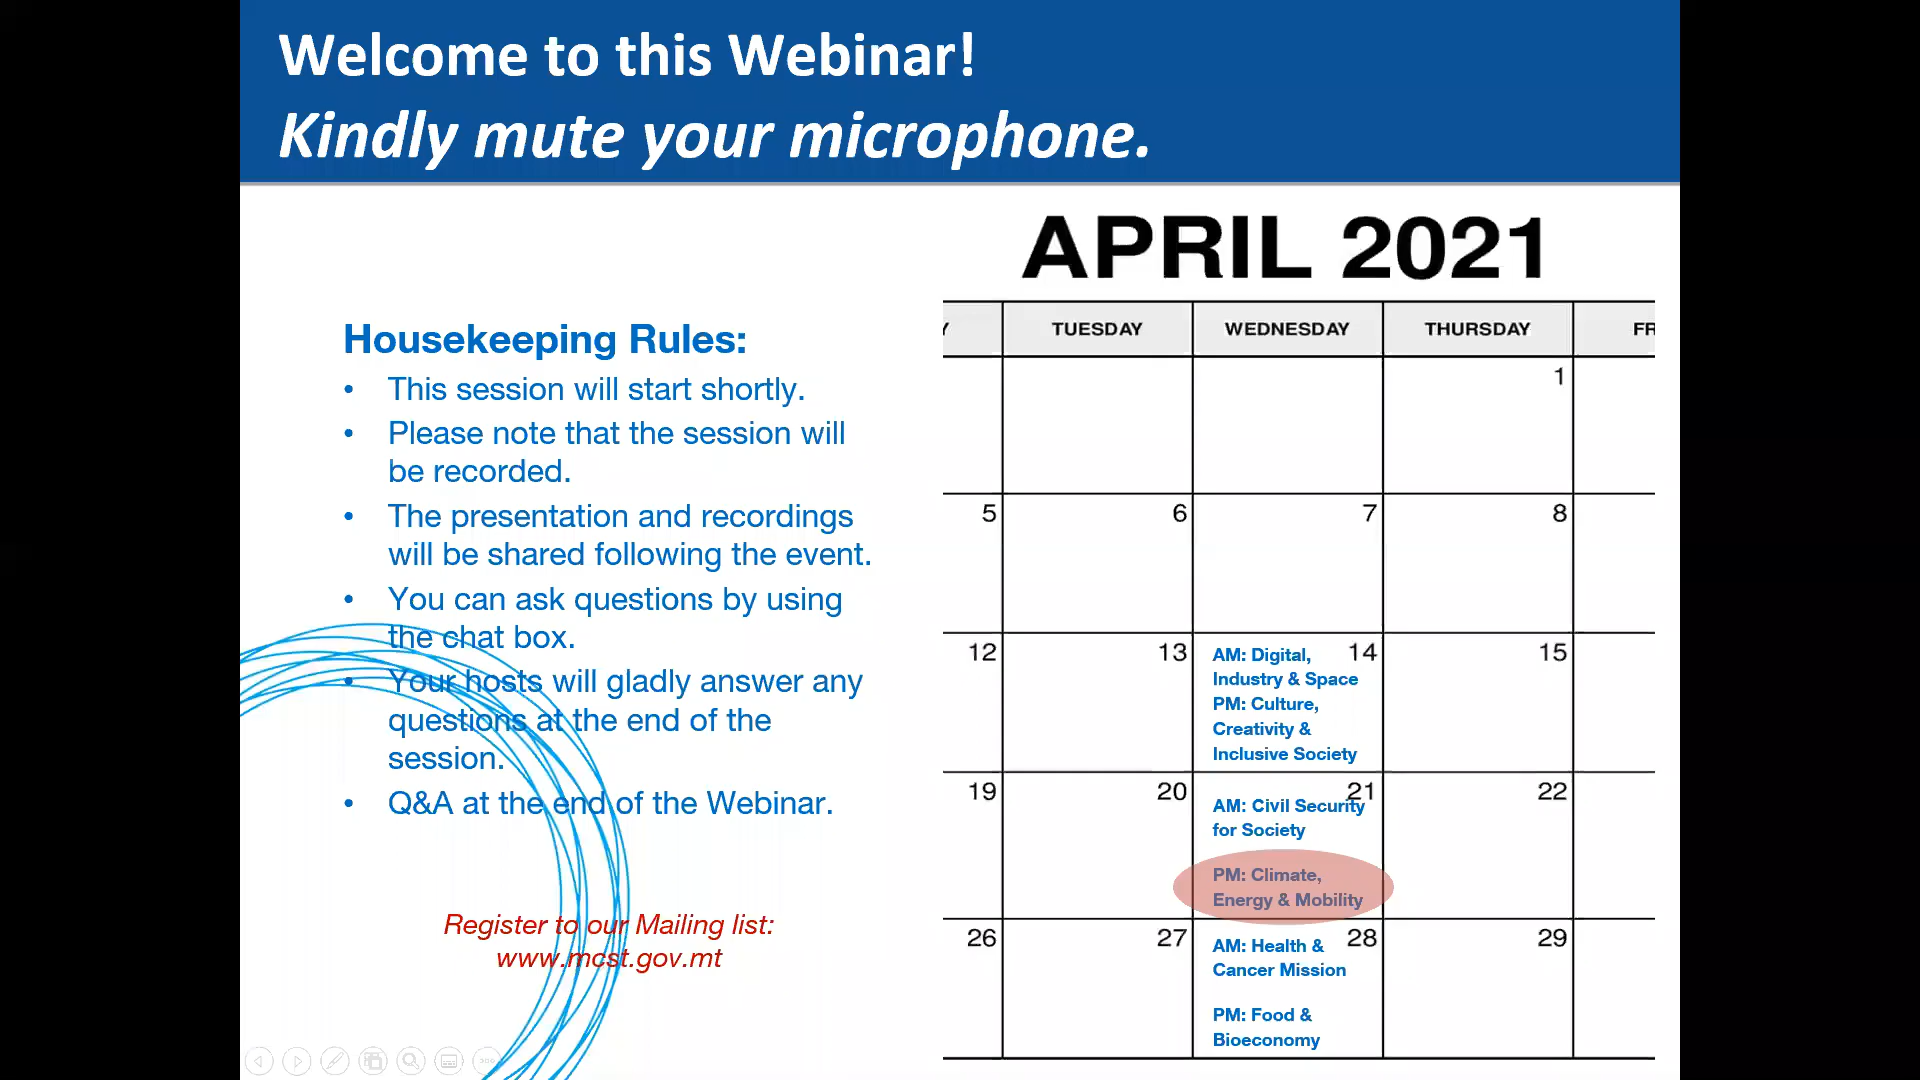 Welcome to this Webinar!
Kindly mute your microphone.
Housekeeping Rules:
• This session will start shortly.
• Please note that the session will
be recorded.
• The presentation and recordings
will be shared following the event.
• You can ask questions by using
the chat box.
• Your hosts will gladly answer any
questions at the end of the
session.
• Q&A at the end of the Webinar.
Register to our Mailing list:
www.mcst.gov.mt
APRIL 2021
Y TUESDAY WEDNESDAY THURSDAY FR
1
5 6 7 8
12 13 14 15
AM: Digital,
Industry & Space
PM: Culture,
Creativity &
Inclusive Society
19 20 21 22
AM: Civil Security
for Society
PM: Climate,
Energy & Mobility
26 27 28 29
AM: Health &
Cancer Mission
PM: Food &
Bioeconomy